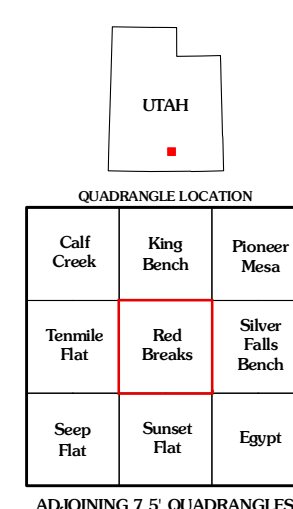 UTAH
QUADRANGLE LOCATION
Calf
Creek
King
Bench
Pioneer
Mesa
Tenmile
Flat
Red
Breaks
Silver
Falls
Bench
Seep
Flat
Sunset
Flat
Egypt
ADJOINING 7.5' QUADRANGLES